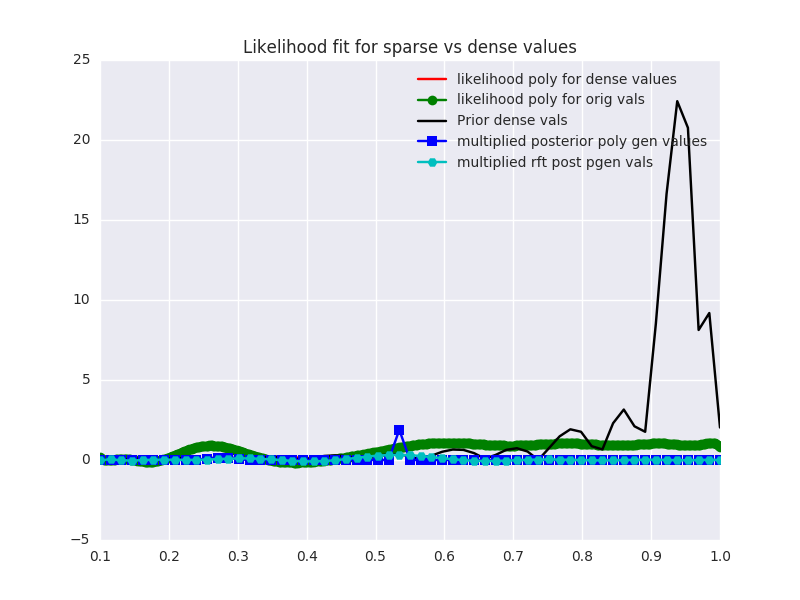 Likelihood fit for sparse vs dense values
25
likelihood poly for dense values
likelihood poly for orig vals
Prior dense vals
multiplied posterior poly gen values
multiplied rft post pgen vals
20
15
10
5
0
−5
0.1 0.2 0.3 0.4 0.5 0.6 0.7 0.8 0.9 1.0